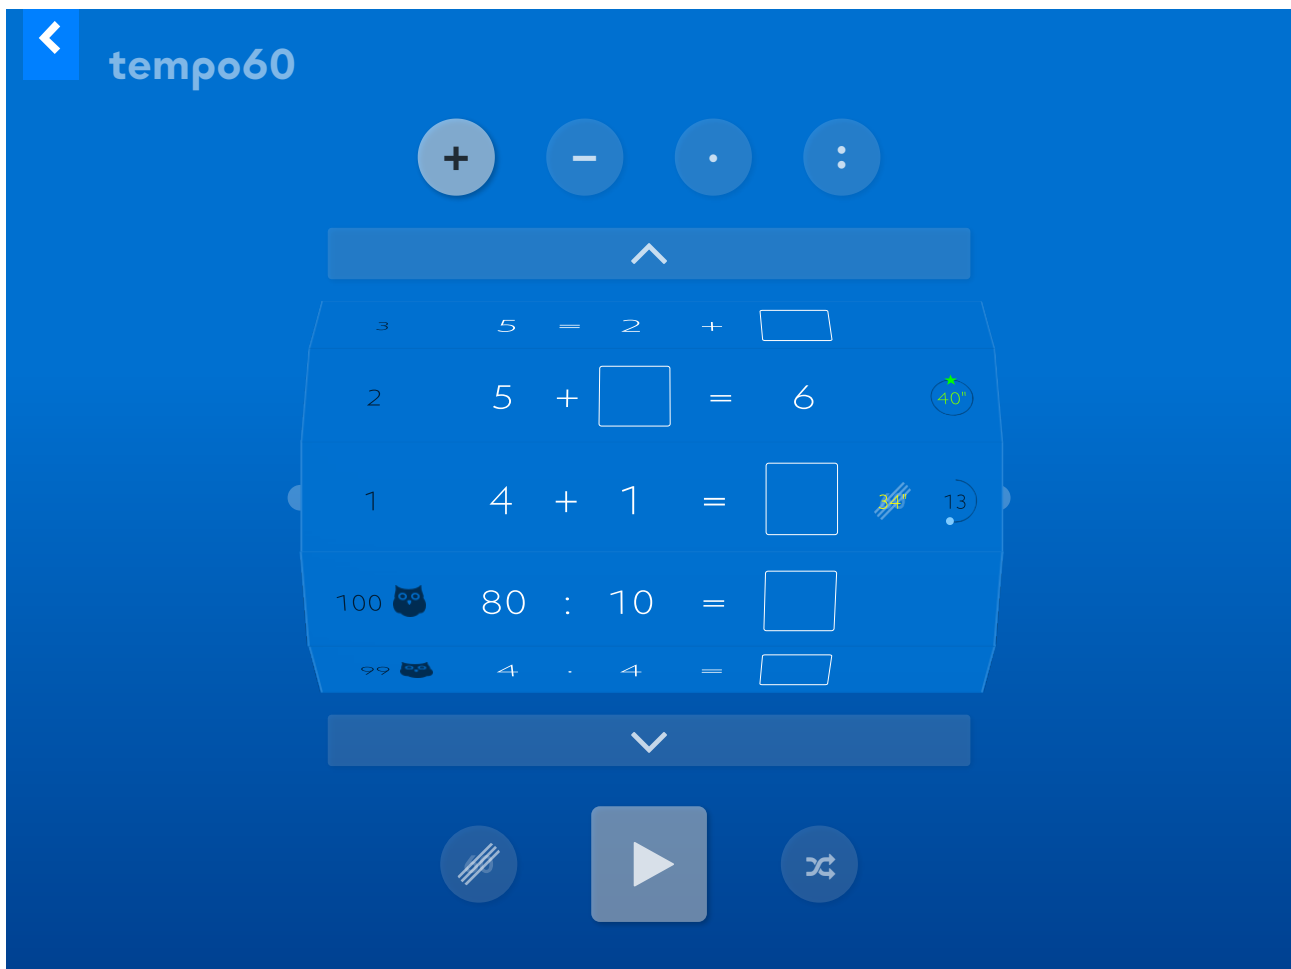 tempo60
+ − · :
3 5 = 2 +
2 5 + = 6 40"
1 4 + 1 = 34" 13
100 80 : 10 =
99 4 · 4 =
60